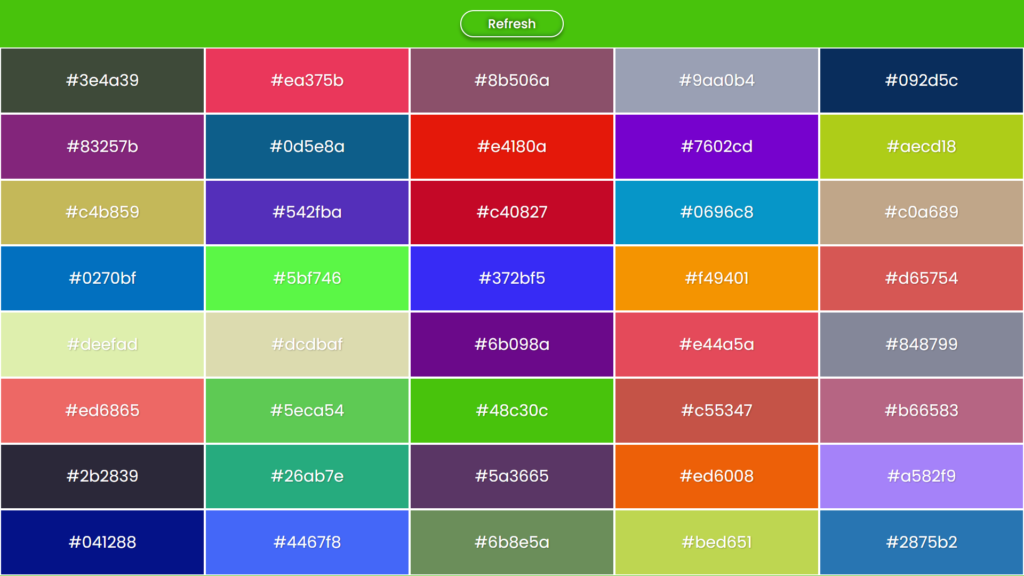 Refresh
#3e4a39 #ea375b #8b506a #9aa0b4 #092d5c
#83257b #0d5e8a #e4180a #7602cd #aecd18
#c4b859 #542fba #c40827 #0696c8 #c0a689
#0270bf #5bf746 #372bf5 #f49401 #d65754
#deefad #dcdbaf #6b098a #e44a5a #848799
#ed6865 #5eca54 #48c30c #c55347 #b66583
#2b2839 #26ab7e #5a3665 #ed6008 #a582f9
#041288 #4467f8 #6b8e5a #bed651 #2875b2